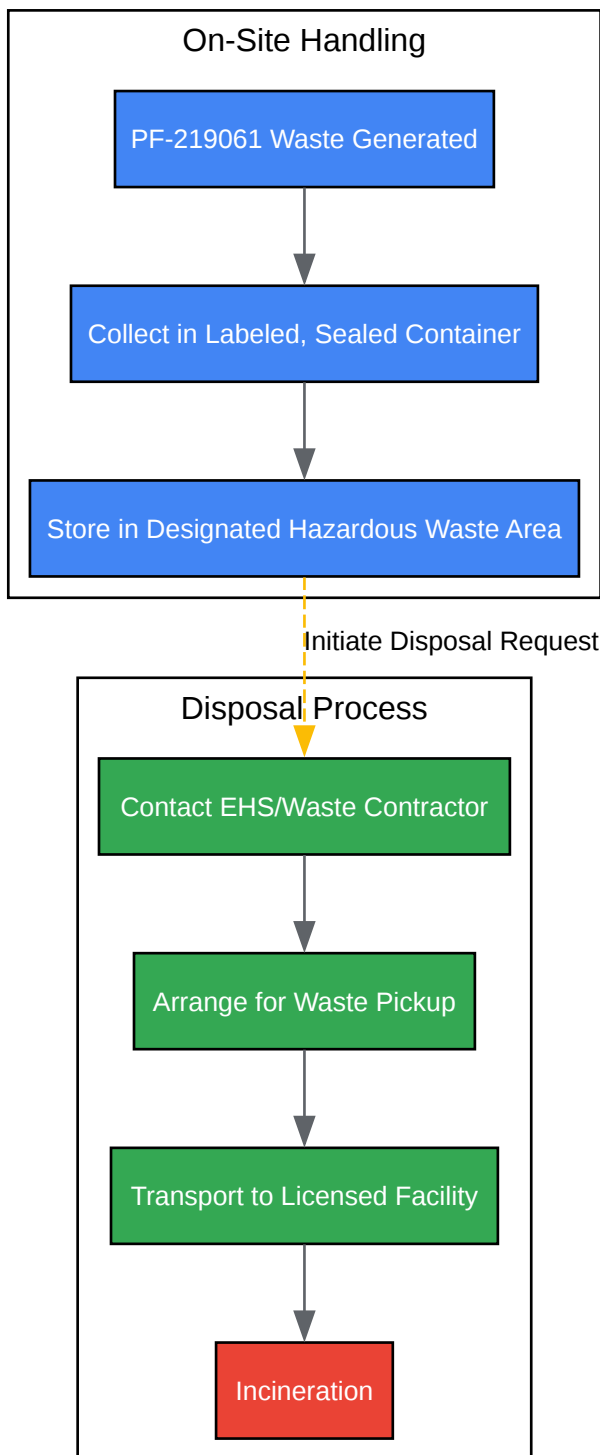 On-Site Handling
PF-219061 Waste Generated
Collect in Labeled, Sealed Container
Store in Designated Hazardous Waste Area
Initiate Disposal Request
Disposal Process
Contact EHS/Waste Contractor
Arrange for Waste Pickup
Transport to Licensed Facility
Incineration